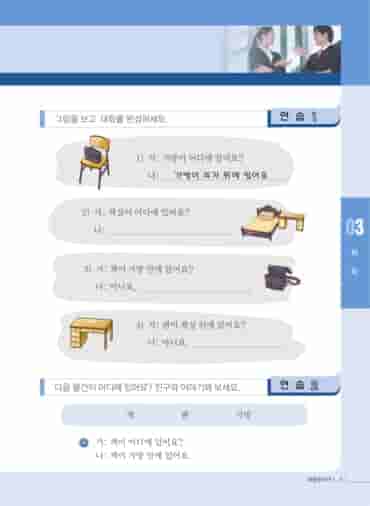 그림을 보고 대화를 완성하세요.
연 습 1
1) 가: 가방이 어디에 있어요?
나: 가방이 의자 위에 있어요.
2) 가: 책상이 어디에 있어요?
나:
3) 가: 책이 가방 안에 있어요?
나: 아니요,
4) 가: 펜이 책상 위에 있어요?
나: 아니요,
03
다음 물건이 어디에 있어요? 친구와 이야기해 보세요.
연 습 2
책 펜 가방
가: 책이 어디에 있어요?
나: 책이 가방 안에 있어요.